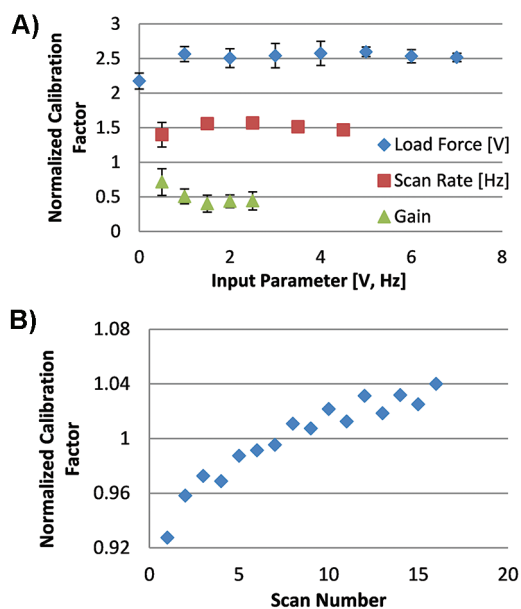 A)
Normalized Calibration
Factor
3
2.5
2
1.5
1
0.5
0
Load Force [V]
Scan Rate [Hz]
Gain
0 2 4 6 8
Input Parameter [V, Hz]
B)
Normalized Calibration
Factor
1.08
1.04
1
0.96
0.92
0 5 10 15 20
Scan Number